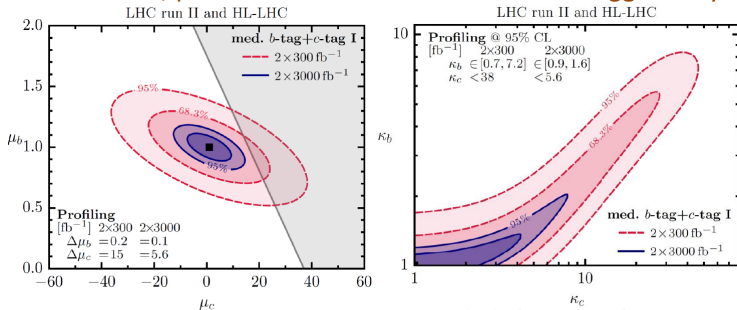 LHC run II and HL-LHC
med. b-tag+c-tag I
2×300 fb⁻¹
2×3000 fb⁻¹
95%
68.3%
95%
Profiling
[fb⁻¹] 2×300 2×3000
Δμb =0.2 =0.1
Δμc =15 =5.6
μb
2.0
1.5
1.0
0.5
0.0
−60 −40 −20 0 20 40 60
μc
LHC run II and HL-LHC
Profiling @ 95% CL
[fb⁻¹] 2×300 2×3000
κb ∈[0.7, 7.2] ∈[0.9, 1.6]
κc <38 <5.6
95%
68.3%
95%
med. b-tag+c-tag I
2×300 fb⁻¹
2×3000 fb⁻¹
κb
10
1
1 10
κc